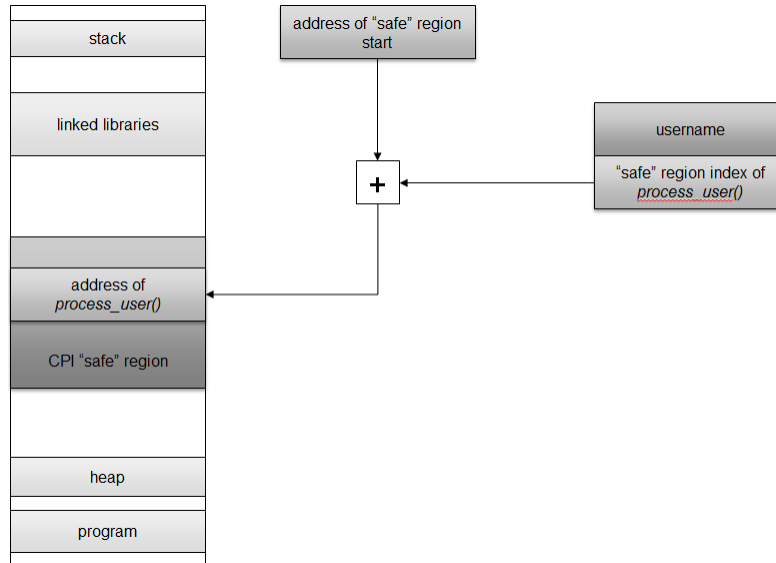 stack
linked libraries
address of
process_user()
CPI “safe” region
heap
program
address of “safe” region
start
+
username
“safe” region index of
process_user()